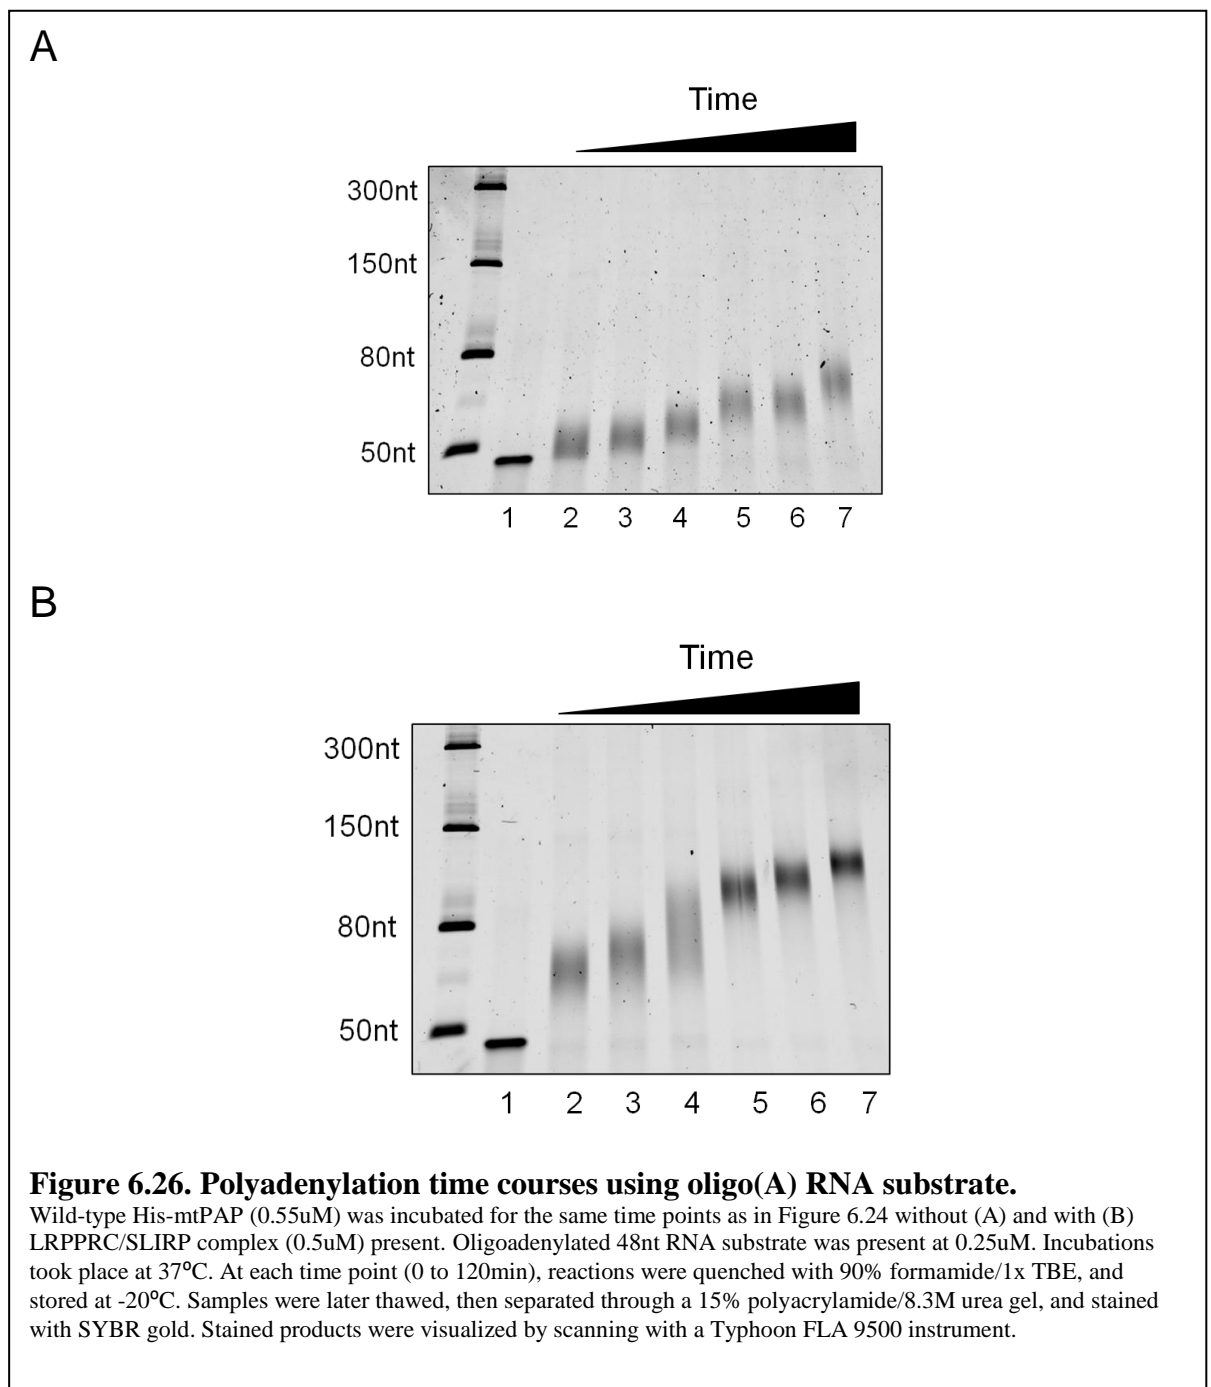 A
Time
300nt
150nt
80nt
50nt
1 2 3 4 5 6 7
B
Time
300nt
150nt
80nt
50nt
1 2 3 4 5 6 7
Figure 6.26. Polyadenylation time courses using oligo(A) RNA substrate.
Wild-type His-mtPAP (0.55uM) was incubated for the same time points as in Figure 6.24 without (A) and with (B)
LRPPRC/SLIRP complex (0.5uM) present. Oligoadenylated 48nt RNA substrate was present at 0.25uM. Incubations
took place at 37ºC. At each time point (0 to 120min), reactions were quenched with 90% formamide/1x TBE, and
stored at -20ºC. Samples were later thawed, then separated through a 15% polyacrylamide/8.3M urea gel, and stained
with SYBR gold. Stained products were visualized by scanning with a Typhoon FLA 9500 instrument.